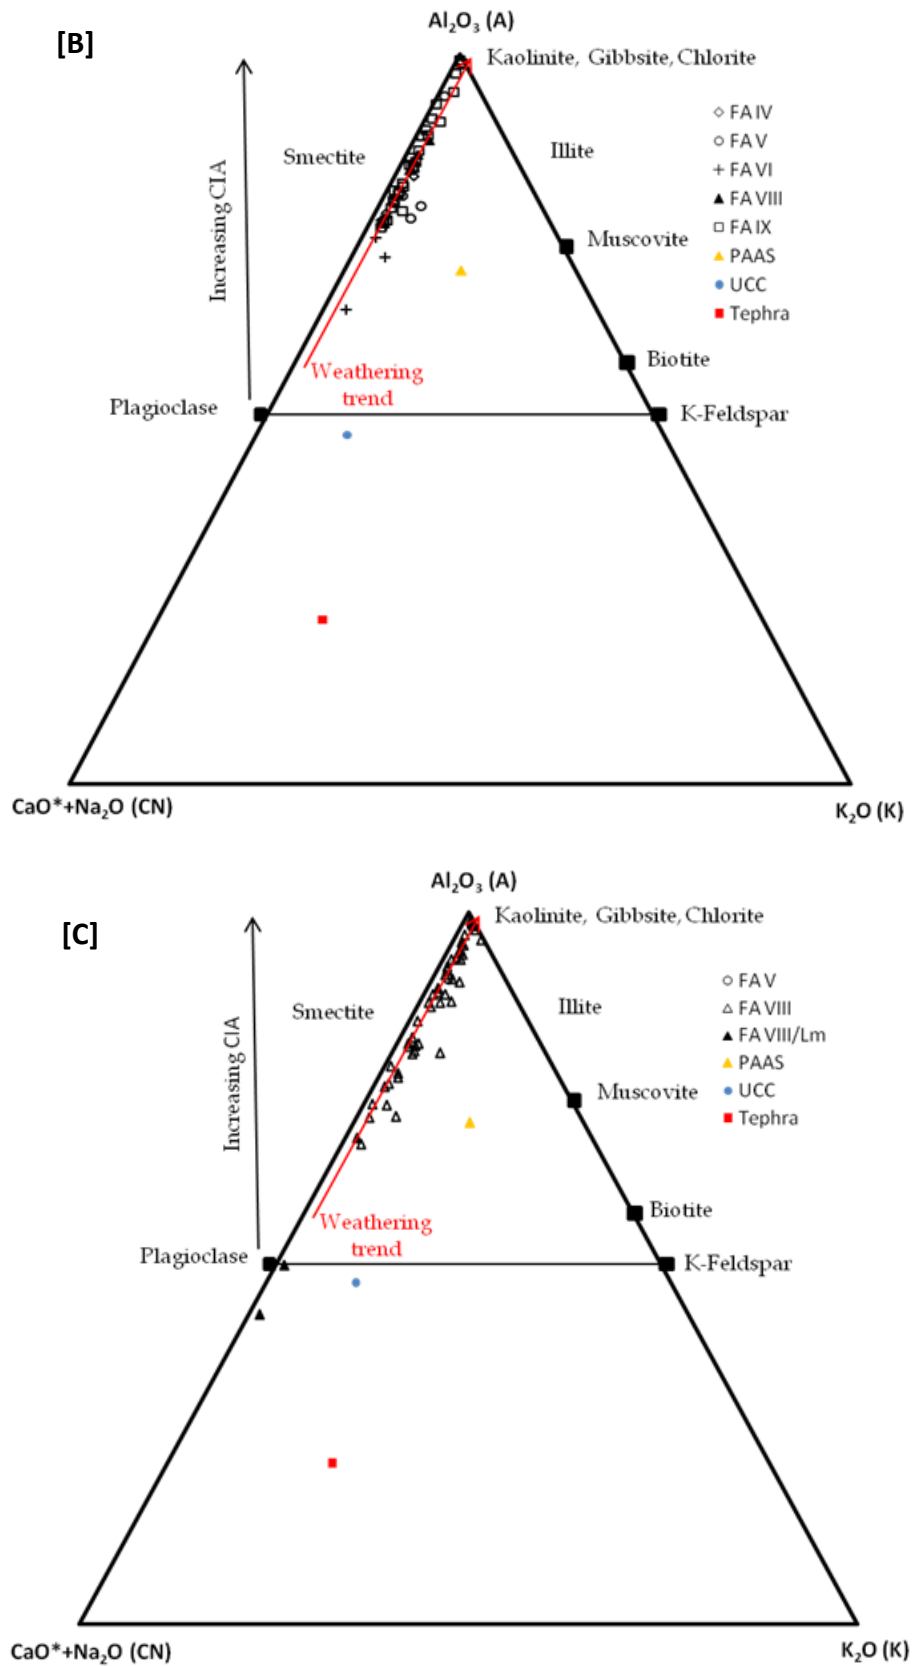 [B]
Al₂O₃ (A)
Kaolinite, Gibbsite, Chlorite
Increasing CIA
Smectite
Illite
Muscovite
Biotite
K-Feldspar
Plagioclase
Weathering
trend
FA IV
FA V
FA VI
FA VIII
FA IX
PAAS
UCC
Tephra
CaO*+Na₂O (CN)
K₂O (K)
[C]
Al₂O₃ (A)
Kaolinite, Gibbsite, Chlorite
Increasing CIA
Smectite
Illite
Muscovite
Biotite
K-Feldspar
Plagioclase
Weathering
trend
FA V
FA VIII
FA VIII/Lm
PAAS
UCC
Tephra
CaO*+Na₂O (CN)
K₂O (K)